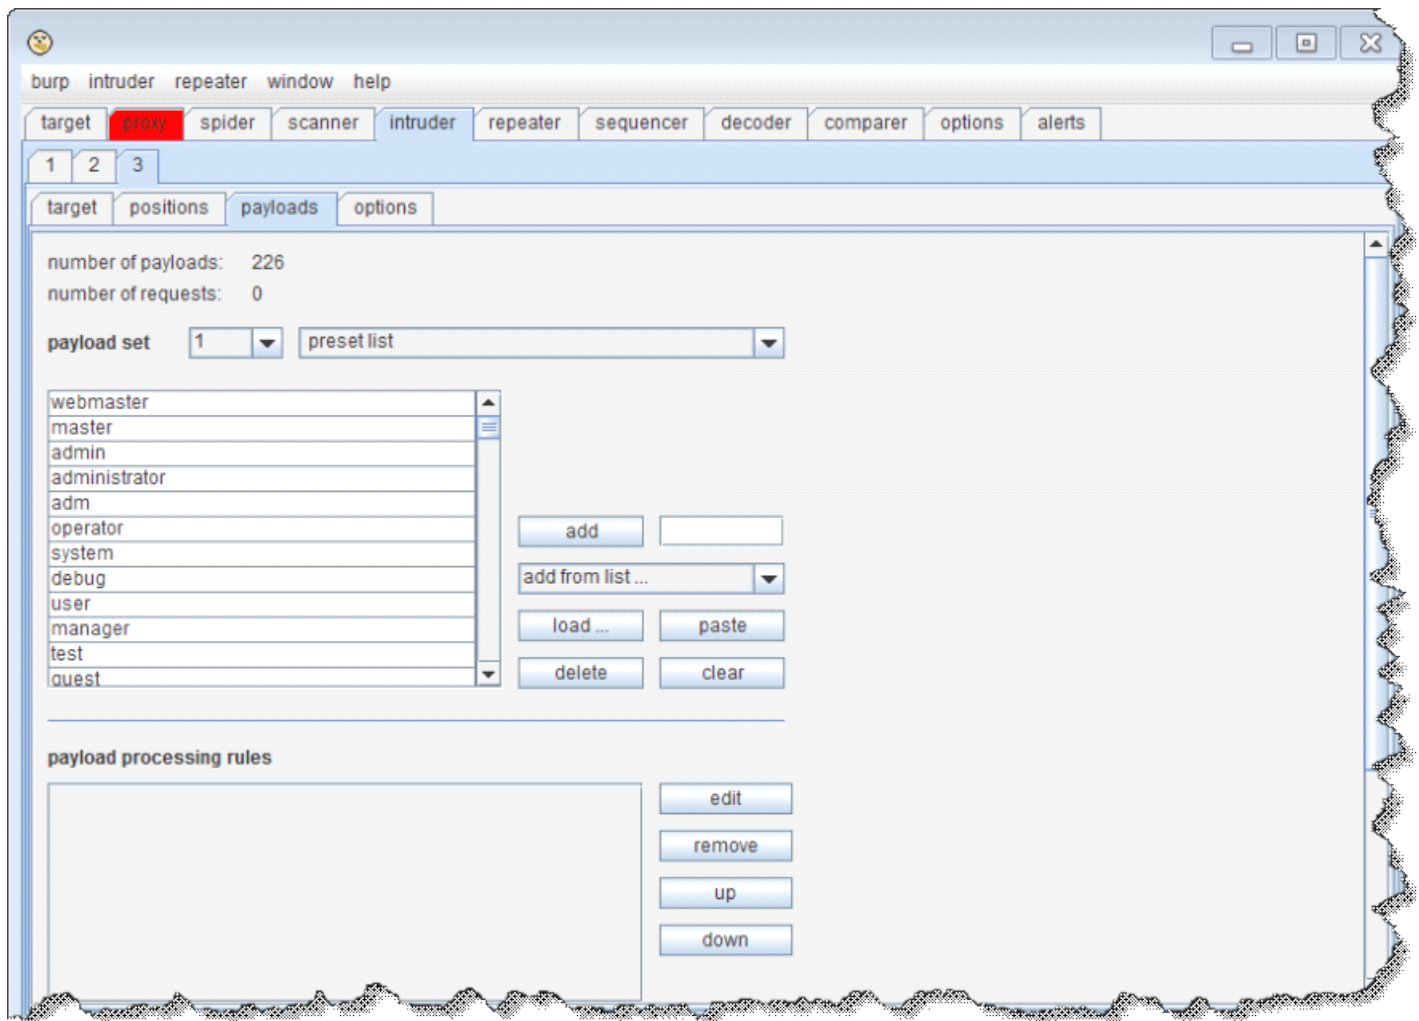 burp intruder repeater window help
target proxy spider scanner intruder repeater sequencer decoder comparer options alerts
1 2 3
target positions payloads options
number of payloads: 226
number of requests: 0
payload set 1 preset list
webmaster
master
admin
administrator
adm
operator
system
debug
user
manager
test
guest
add
add from list ...
load ... paste
delete clear
payload processing rules
edit
remove
up
down